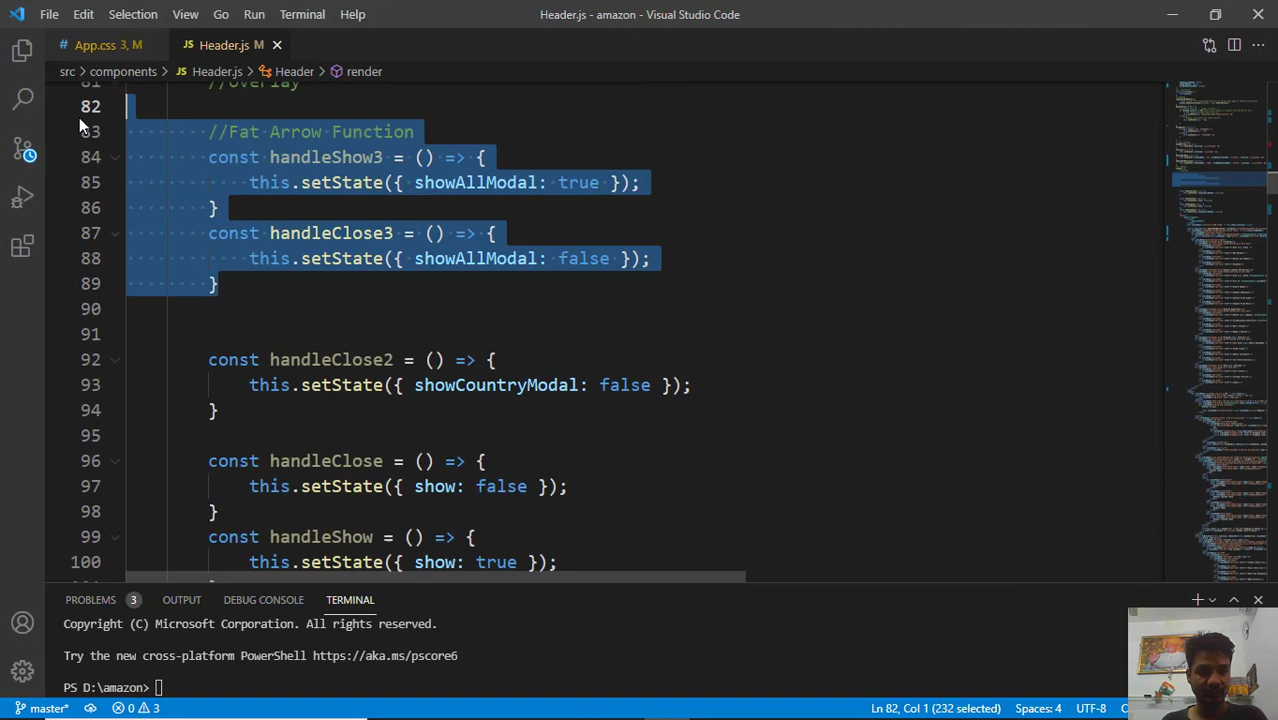 File Edit Selection View Go Run Terminal Help Header.js - amazon - Visual Studio Code
App.css 3, M Header.js M
src components Header.js Header render
81 //Overlay
82
83 //Fat Arrow Function
84 const handleShow3 = () => {
85 this.setState({ showAllModal: true });
86 }
87 const handleClose3 = () => {
88 this.setState({ showAllModal: false });
89 }
90
91
92 const handleClose2 = () => {
93 this.setState({ showCountryModal: false });
94 }
95
96 const handleClose = () => {
97 this.setState({ show: false });
98 }
99 const handleShow = () => {
100 this.setState({ show: true });
PROBLEMS 3 OUTPUT DEBUG CONSOLE TERMINAL
Copyright (C) Microsoft Corporation. All rights reserved.
Try the new cross-platform PowerShell https://aka.ms/pscore6
PS D:\amazon>
master* 0 3 Ln 82, Col 1 (232 selected) Spaces: 4 UTF-8